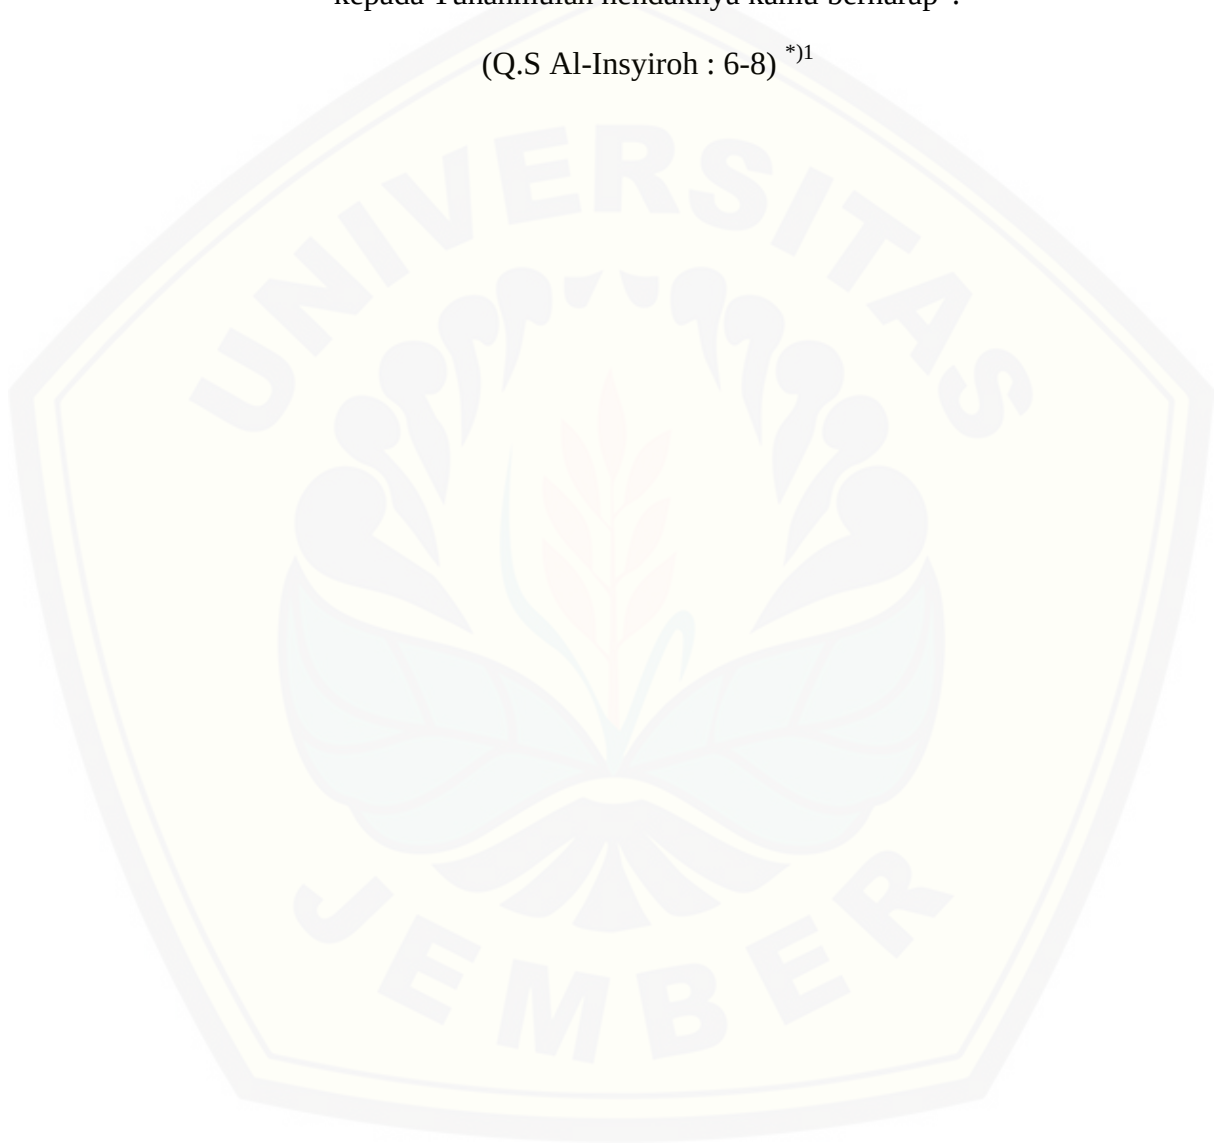 kepada Tuhanmulah hendaknya kamu berharap".
(Q.S Al-Insyiroh : 6-8) *)1
UNIVERSITAS
JEMBER